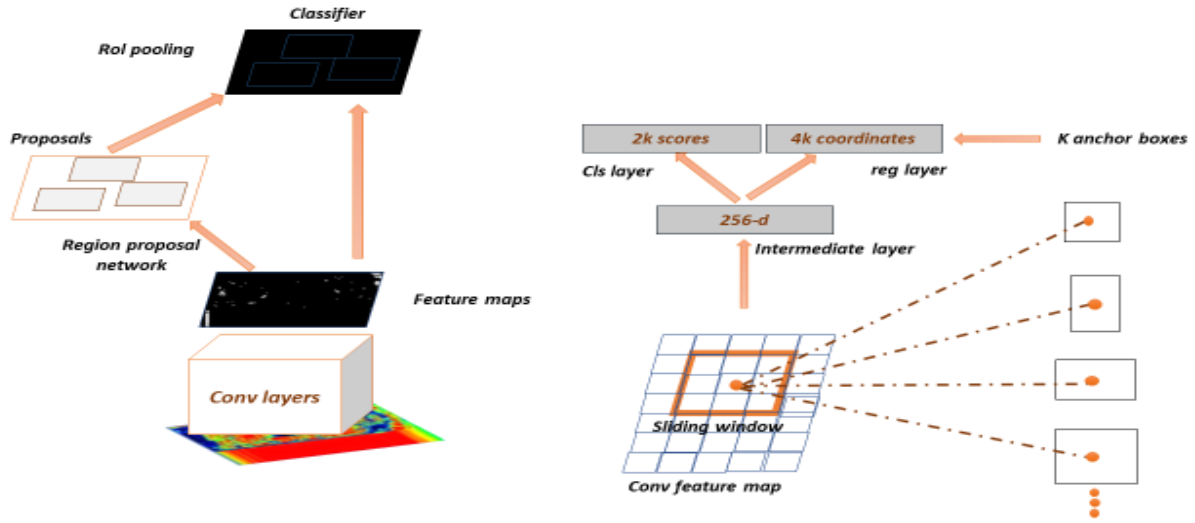 Classifier
RoI pooling
Proposals
Region proposal
network
Feature maps
Conv layers
2k scores
4k coordinates
K anchor boxes
Cls layer
reg layer
256-d
Intermediate layer
Sliding window
Conv feature map